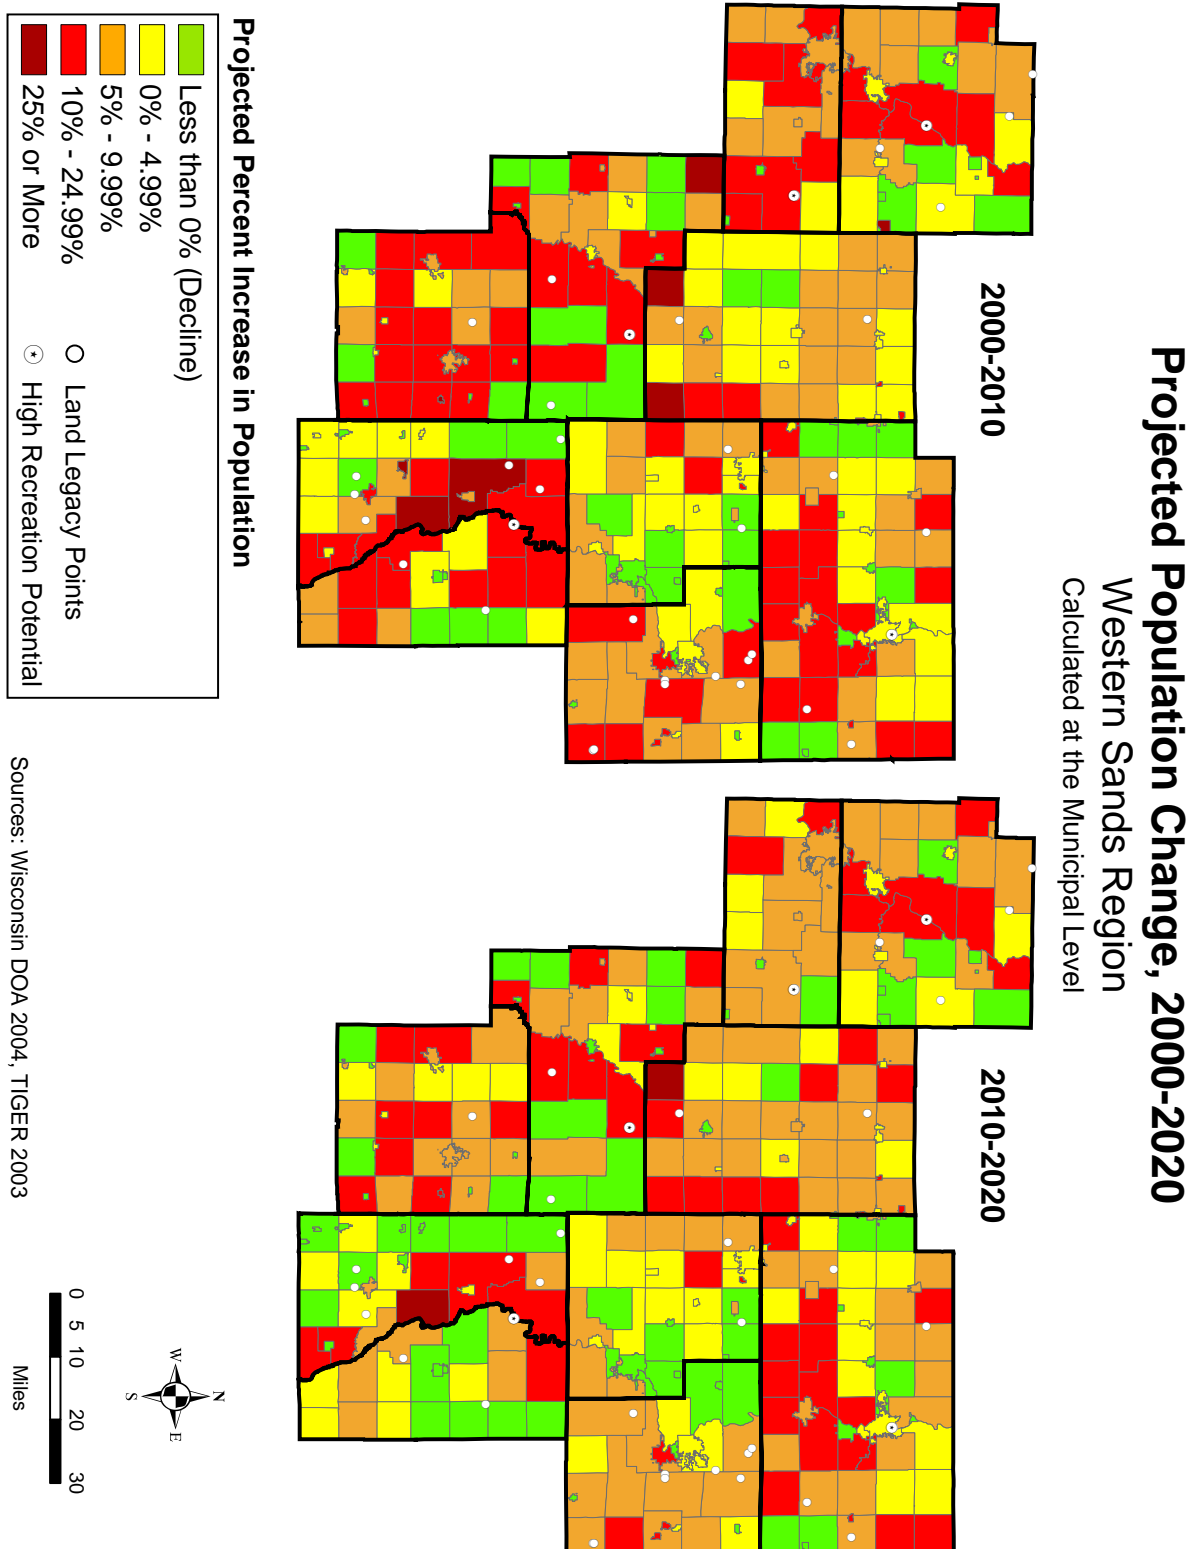 Projected Population Change, 2000-2020
Western Sands Region
Calculated at the Municipal Level
2000-2010
2010-2020
Projected Percent Increase in Population
Less than 0% (Decline)
0% - 4.99%
5% - 9.99%
10% - 24.99%
25% or More
Land Legacy Points
High Recreation Potential
Sources: Wisconsin DOA 2004, TIGER 2003
0 5 10 20 30
Miles
N
W
E
S